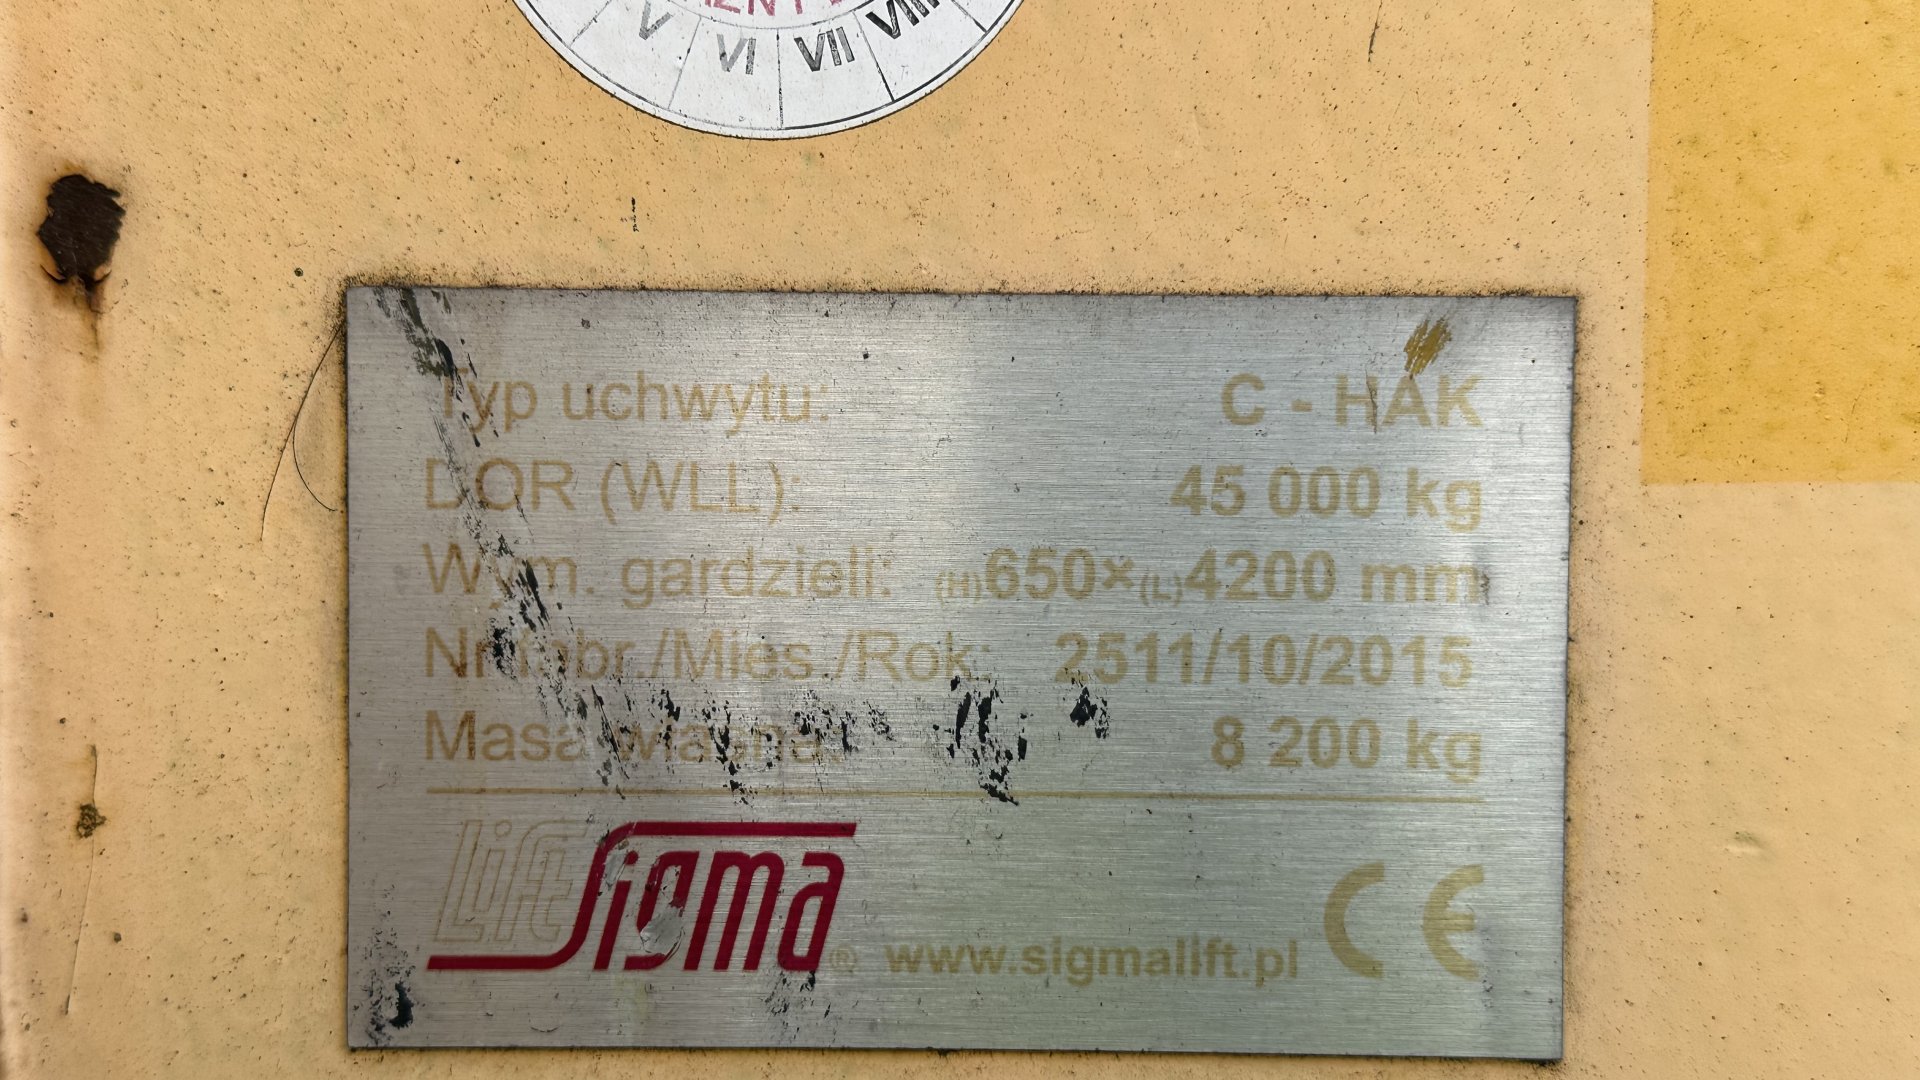 V VI VII VIII
Typ uchwytu: C - HAK
DOR (WLL): 45 000 kg
Wym. gardzieli: (H)650×(L)4200 mm
Nr fabr./Mies./Rok: 2511/10/2015
Masa własna: 8 200 kg
Lift Sigma ® www.sigmalift.pl CE